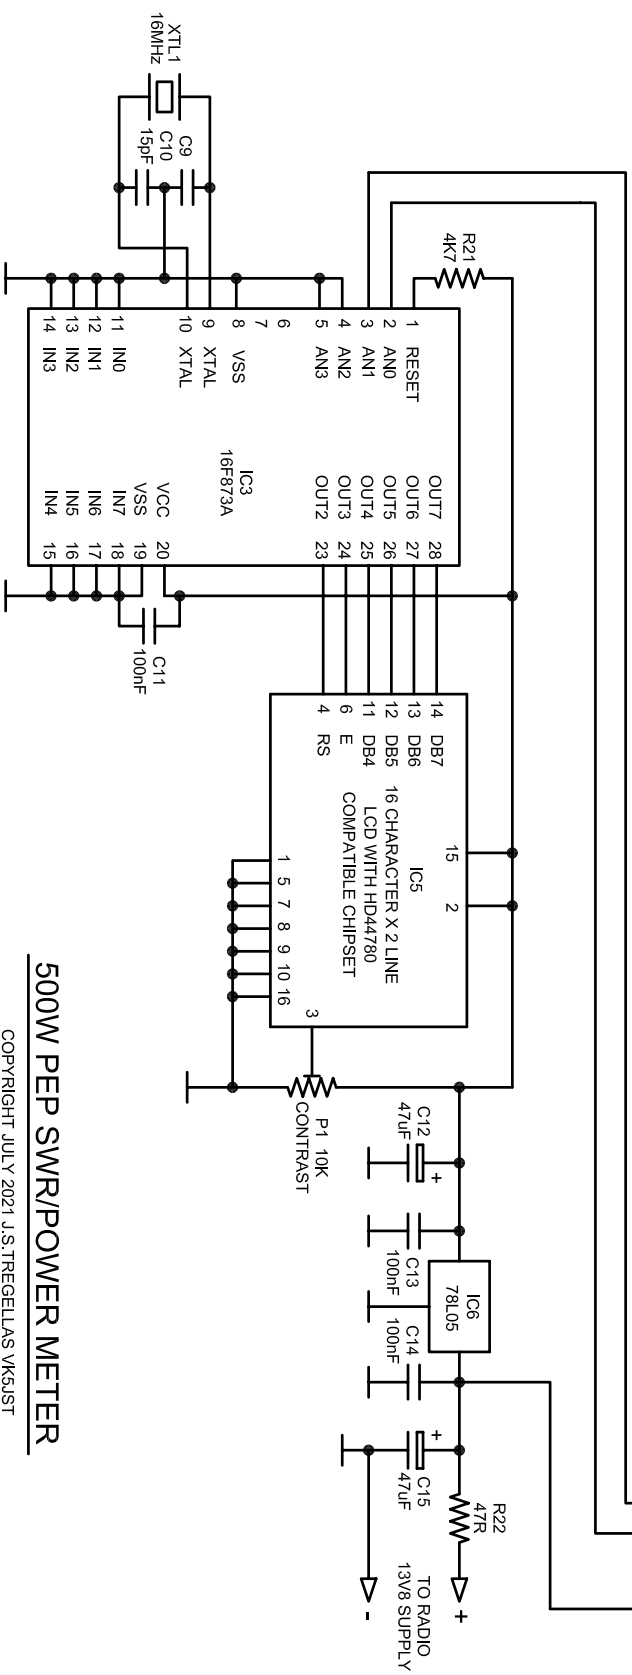 XTL1
16MHz
C9
C10
15pF
R21
4K7
1 RESET
2 AN0
3 AN1
4 AN2
5 AN3
6
7
8 VSS
9 XTAL
10 XTAL
11 IN0
12 IN1
13 IN2
14 IN3
IC3
16F873A
OUT7 28
OUT6 27
OUT5 26
OUT4 25
OUT3 24
OUT2 23
VCC 20
VSS 19
IN7 18
IN6 17
IN5 16
IN4 15
C11
100nF
14 DB7
13 DB6
12 DB5
11 DB4
6 E
4 RS
IC5
16 CHARACTER X 2 LINE
LCD WITH HD44780
COMPATIBLE CHIPSET
15
2
1
5
7
8
9
10
16
3
P1 10K
CONTRAST
C12
47uF
+
C13
100nF
IC6
78L05
C14
100nF
+
C15
47uF
R22
47R
+
TO RADIO
13V8 SUPPLY
-
500W PEP SWR/POWER METER
COPYRIGHT JULY 2021 J.S.TREGELLAS VK5JST